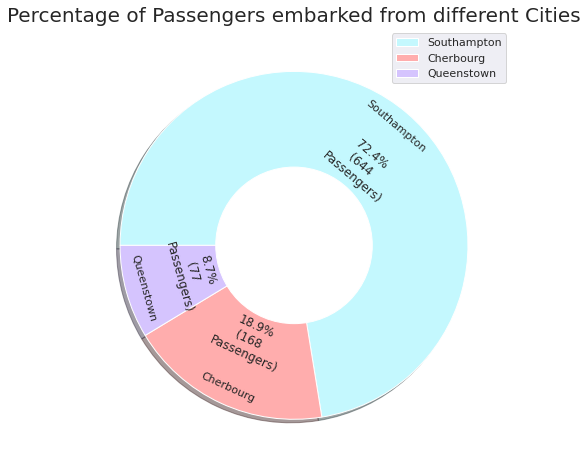 Percentage of Passengers embarked from different Cities
Southampton
Cherbourg
Queenstown
Southampton
72.4%
(644
Passengers)
8.7%
(77
Passengers)
Queenstown
18.9%
(168
Passengers)
Cherbourg